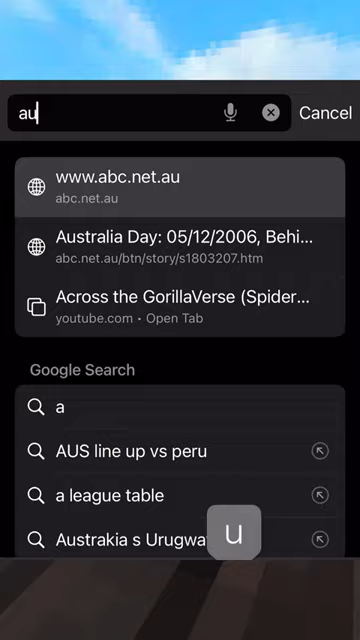 au
Cancel
www.abc.net.au
abc.net.au
Australia Day: 05/12/2006, Behi...
abc.net.au/btn/story/s1803207.htm
Across the GorillaVerse (Spider...
youtube.com • Open Tab
Google Search
a
AUS line up vs peru
a league table
Austrakia s Urugwa
u